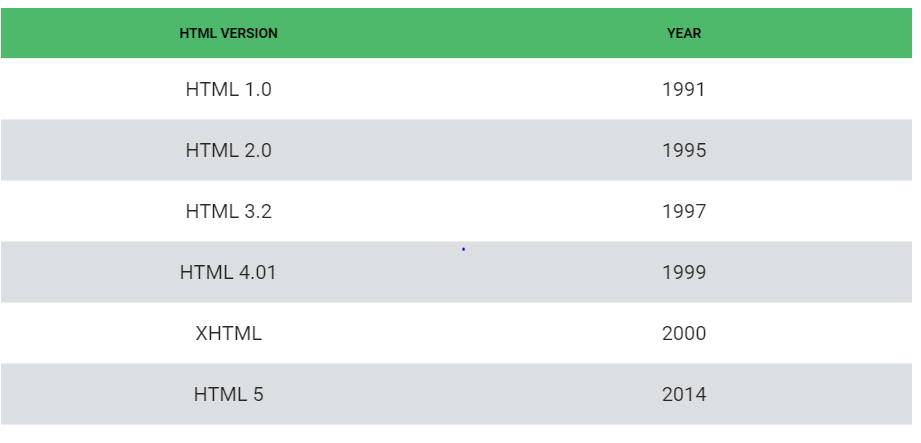 HTML VERSION YEAR
HTML 1.0 1991
HTML 2.0 1995
HTML 3.2 1997
HTML 4.01 1999
XHTML 2000
HTML 5 2014